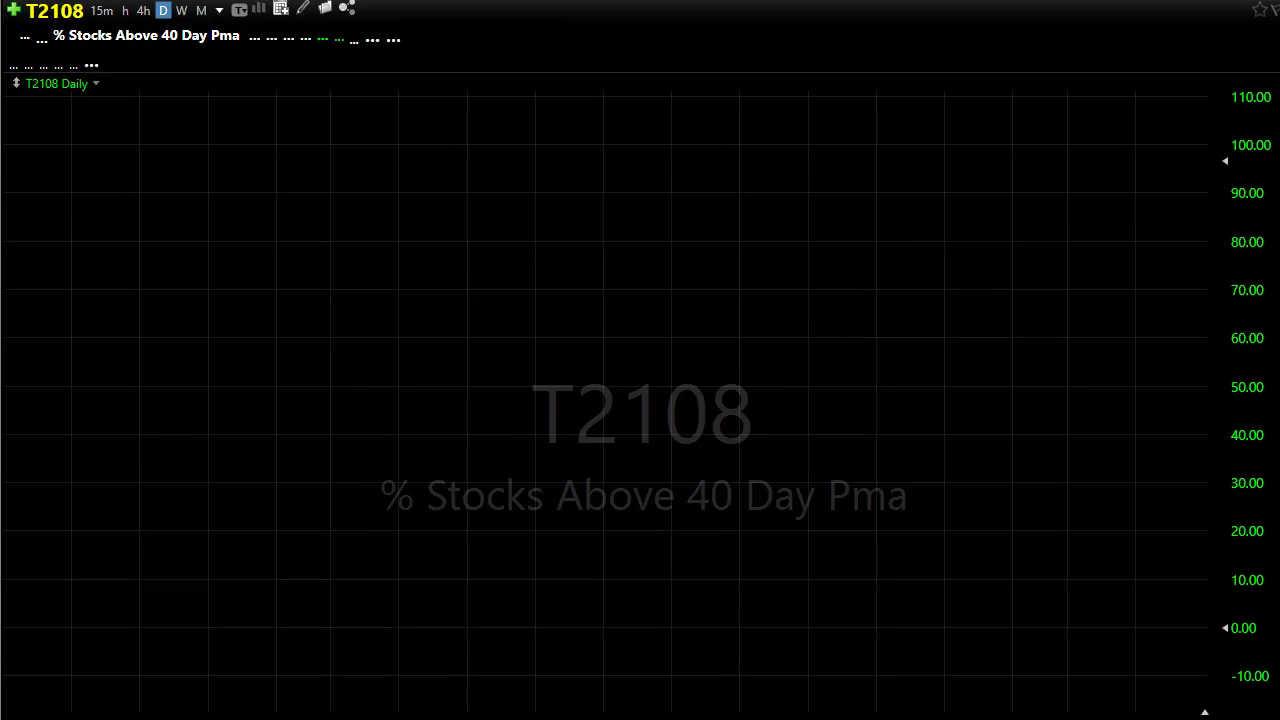 T2108 15m h 4h D W M T
... ... % Stocks Above 40 Day Pma ... ... ... ... ... ... ... ... ...
... ... ... ... ... ...
T2108 Daily
110.00
100.00
90.00
80.00
70.00
60.00
50.00
40.00
30.00
20.00
10.00
0.00
-10.00
T2108
% Stocks Above 40 Day Pma